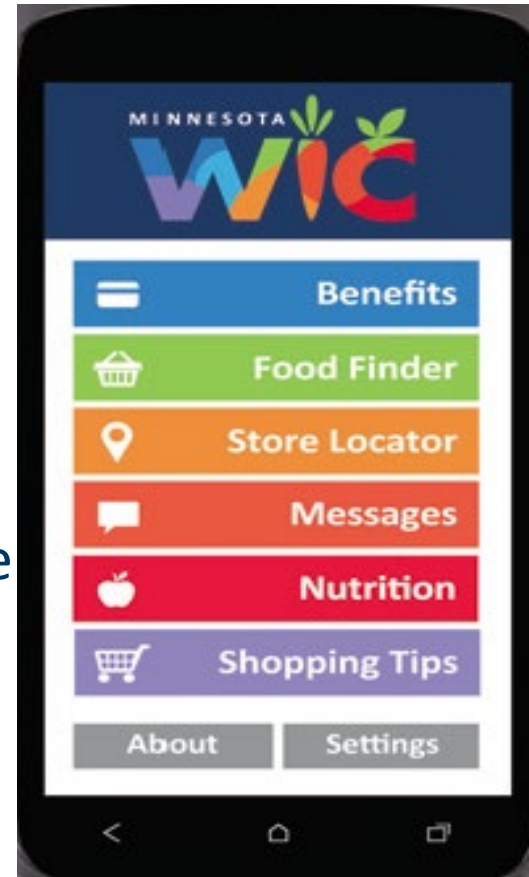 MINNESOTA
WIC
Benefits
Food Finder
Store Locator
Messages
e
Nutrition
Shopping Tips
About Settings